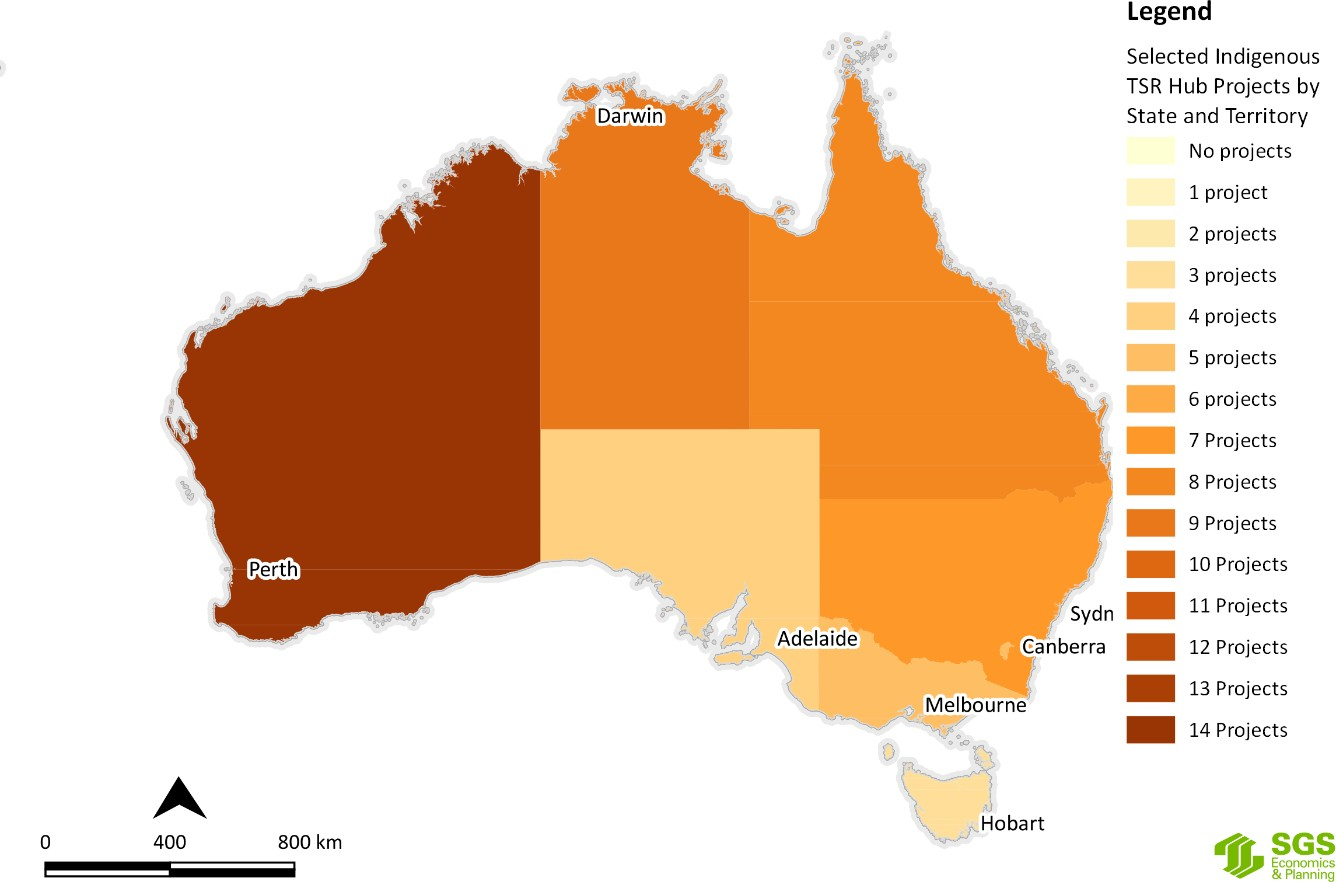 Legend
Selected Indigenous
TSR Hub Projects by
State and Territory
No projects
1 project
2 projects
3 projects
4 projects
5 projects
6 projects
7 Projects
8 Projects
9 Projects
10 Projects
11 Projects
12 Projects
13 Projects
14 Projects
Darwin
Perth
Adelaide
Sydn
Canberra
Melbourne
Hobart
0 400 800 km
SGS
Economics
& Planning